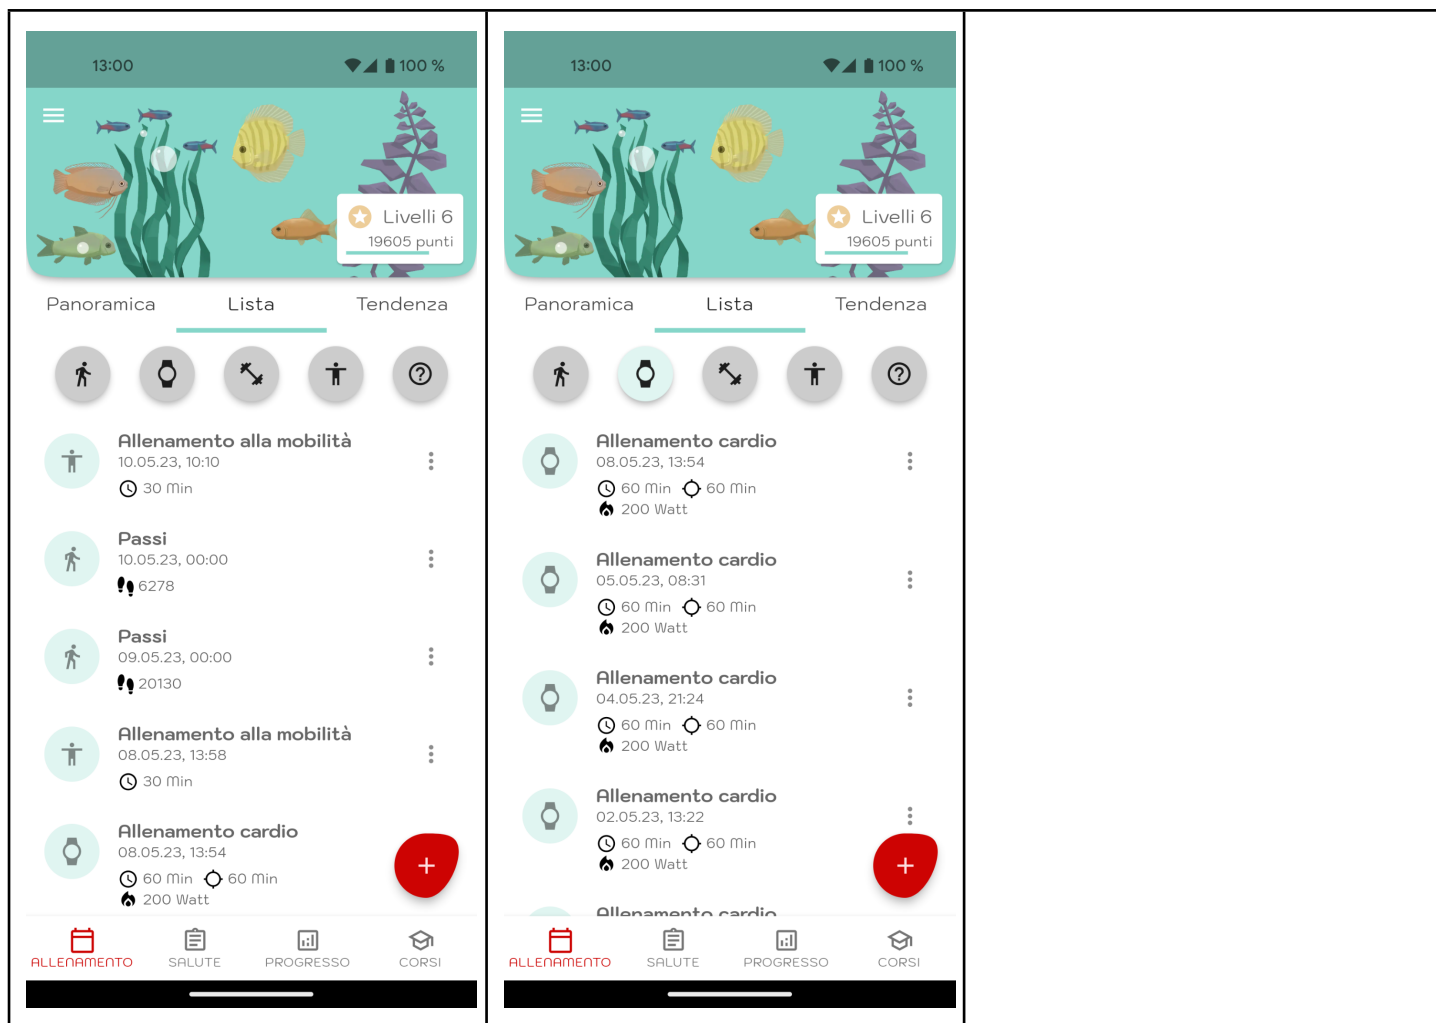 13:00
100 %
Livelli 6
19605 punti
Panoramica
Lista
Tendenza
Allenamento alla mobilità
10.05.23, 10:10
30 Min
Passi
10.05.23, 00:00
6278
Passi
09.05.23, 00:00
20130
Allenamento alla mobilità
08.05.23, 13:58
30 Min
Allenamento cardio
08.05.23, 13:54
60 Min 60 Min
200 Watt
ALLENAMENTO
SALUTE
PROGRESSO
CORSI
13:00
100 %
Livelli 6
19605 punti
Panoramica
Lista
Tendenza
Allenamento cardio
08.05.23, 13:54
60 Min 60 Min
200 Watt
Allenamento cardio
05.05.23, 08:31
60 Min 60 Min
200 Watt
Allenamento cardio
04.05.23, 21:24
60 Min 60 Min
200 Watt
Allenamento cardio
02.05.23, 13:22
60 Min 60 Min
200 Watt
Allenamento cardio
ALLENAMENTO
SALUTE
PROGRESSO
CORSI